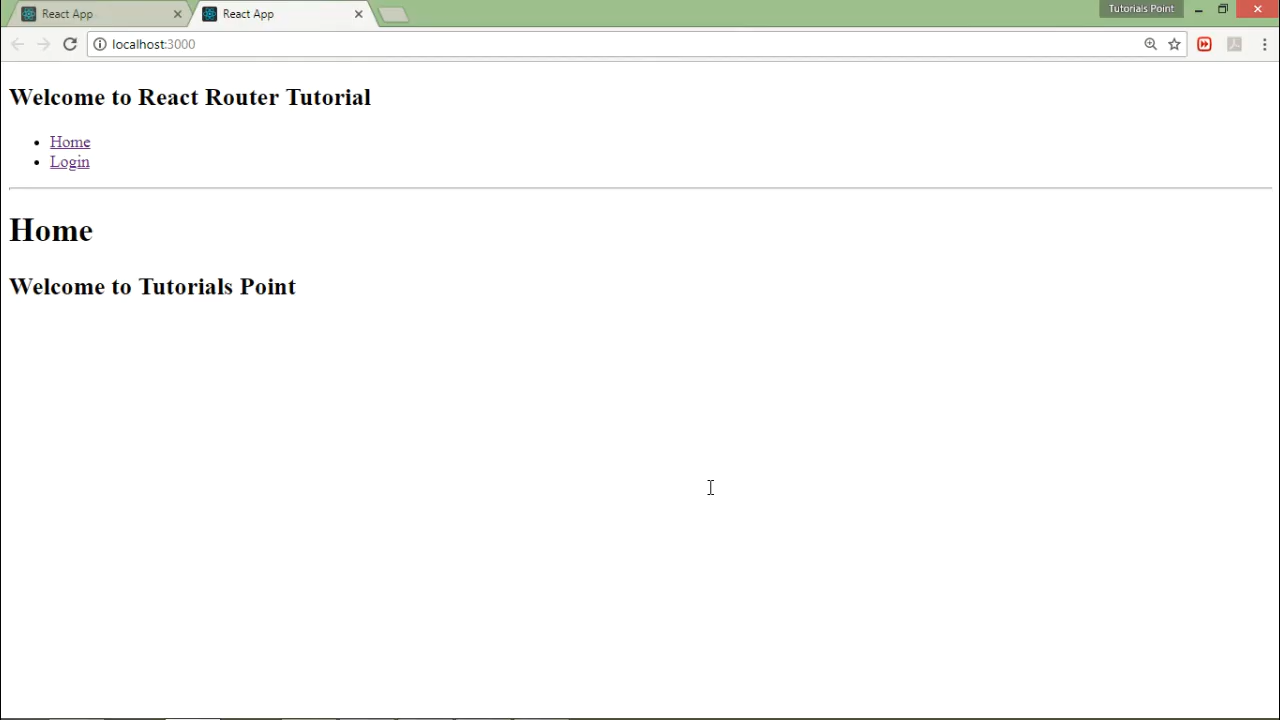 React App
React App
Tutorials Point
localhost:3000
Welcome to React Router Tutorial
Home
Login
Home
Welcome to Tutorials Point